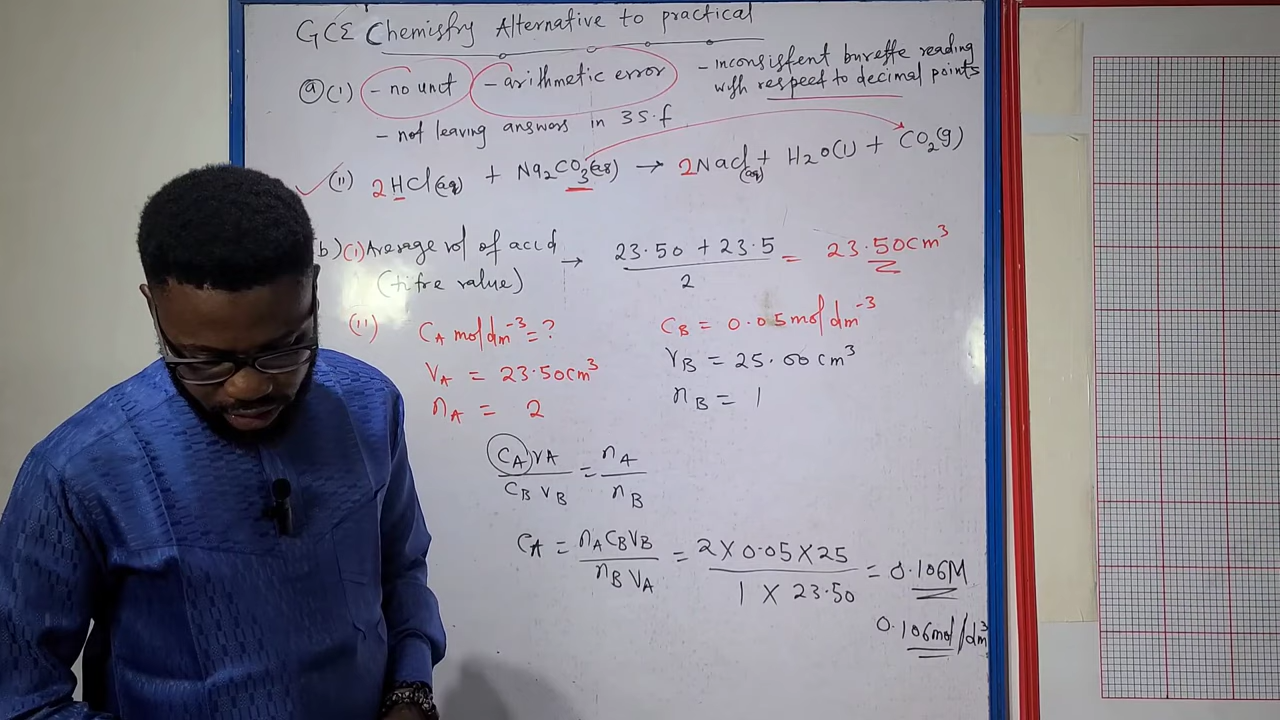 GCE Chemistry Alternative to practical
a (i) - no unit - arithmetic error - inconsistent burette reading
with respect to decimal points
- not leaving answers in 3 S.f
(ii) 2HCl(aq) + Na₂CO₃(aq) → 2NaCl(aq) + H₂O(l) + CO₂(g)
b) (i) Average vol of acid → 23.50 + 23.5 / 2 = 23.50cm³
(titre value)
(ii) C_A mol dm⁻³ = ? C_B = 0.05 mol dm⁻³
V_A = 23.50cm³ V_B = 25.00cm³
n_A = 2 n_B = 1
C_A V_A / C_B V_B = n_A / n_B
C_A = n_A C_B V_B / n_B V_A = 2 X 0.05 X 25 / 1 X 23.50 = 0.106M
0.106mol/dm³